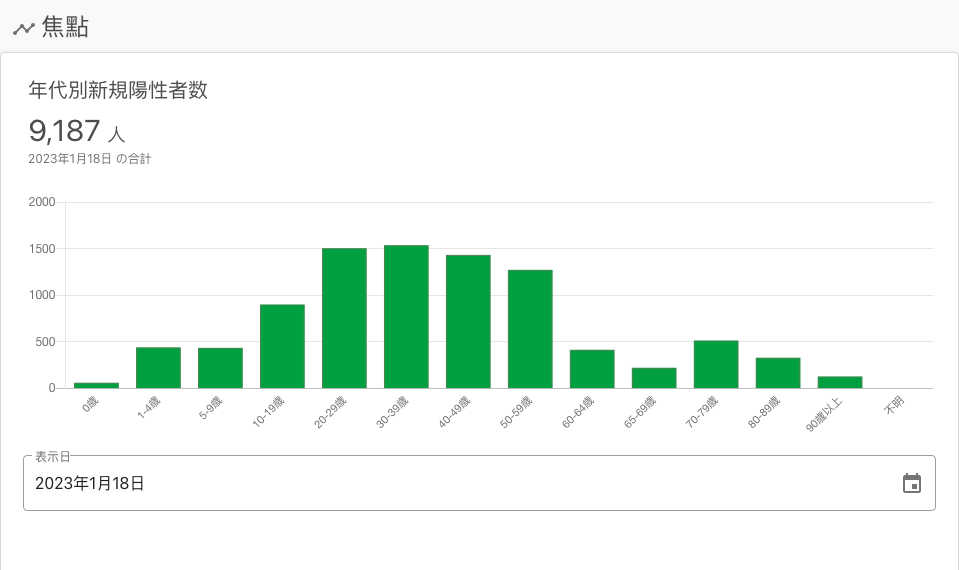 焦點
年代別新規陽性者数
9,187 人
2023年1月18日 の合計
2000
1500
1000
500
0
0歳
1-4歳
5-9歳
10-19歳
20-29歳
30-39歳
40-49歳
50-59歳
60-64歳
65-69歳
70-79歳
80-89歳
90歳以上
不明
表示日
2023年1月18日